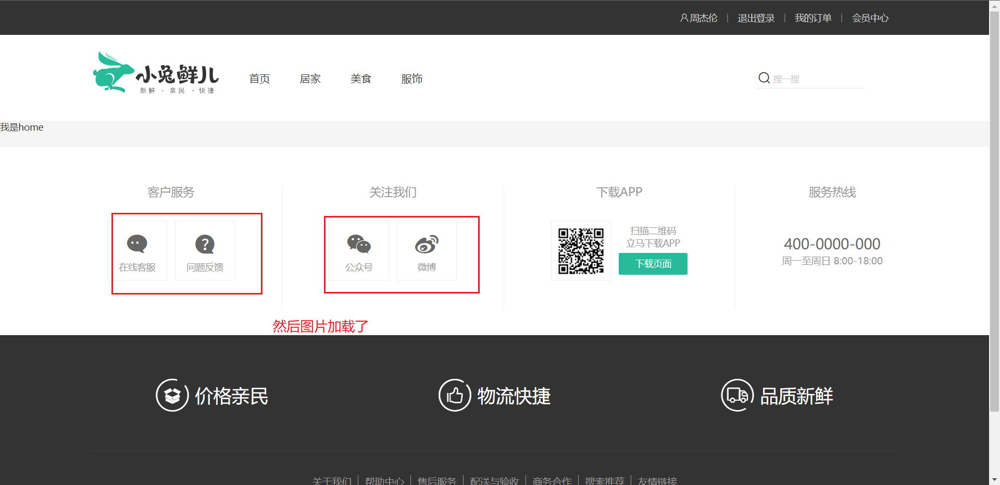 周杰伦 | 退出登录 | 我的订单 | 会员中心
小兔鲜儿
新鲜 · 亲民 · 快捷
首页 居家 美食 服饰
搜一搜
我是home
客户服务 关注我们 下载APP 服务热线
在线客服 问题反馈 公众号 微博
扫描二维码
立马下载APP
下载页面
400-0000-000
周一至周日 8:00-18:00
然后图片加载了
价格亲民 物流快捷 品质新鲜
关于我们 | 帮助中心 | 售后服务 | 配送与验收 | 商务合作 | 搜索推荐 | 友情链接